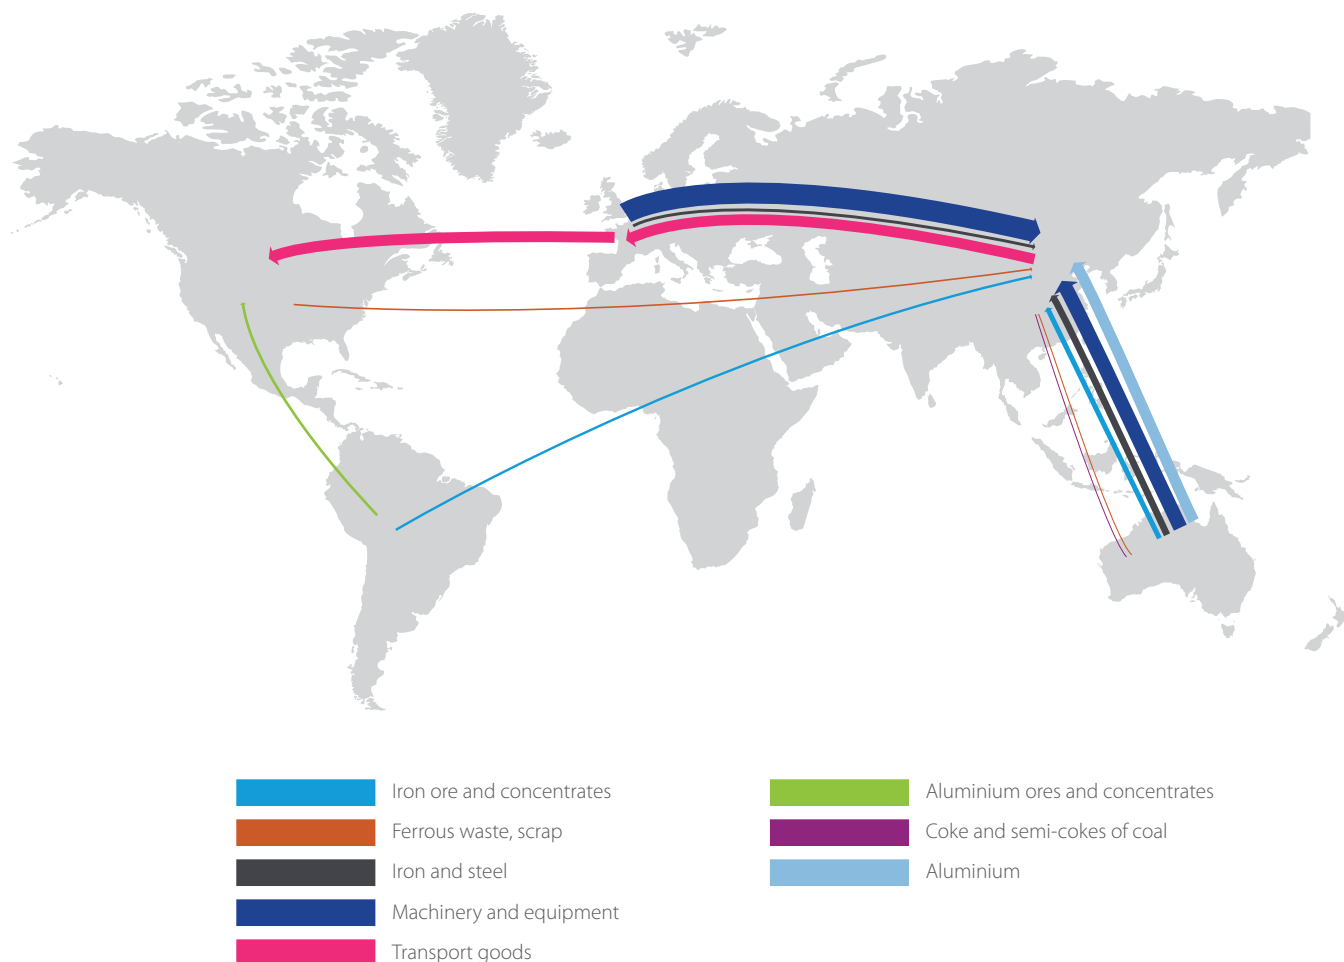 Iron ore and concentrates
Ferrous waste, scrap
Iron and steel
Machinery and equipment
Transport goods
Aluminium ores and concentrates
Coke and semi-cokes of coal
Aluminium